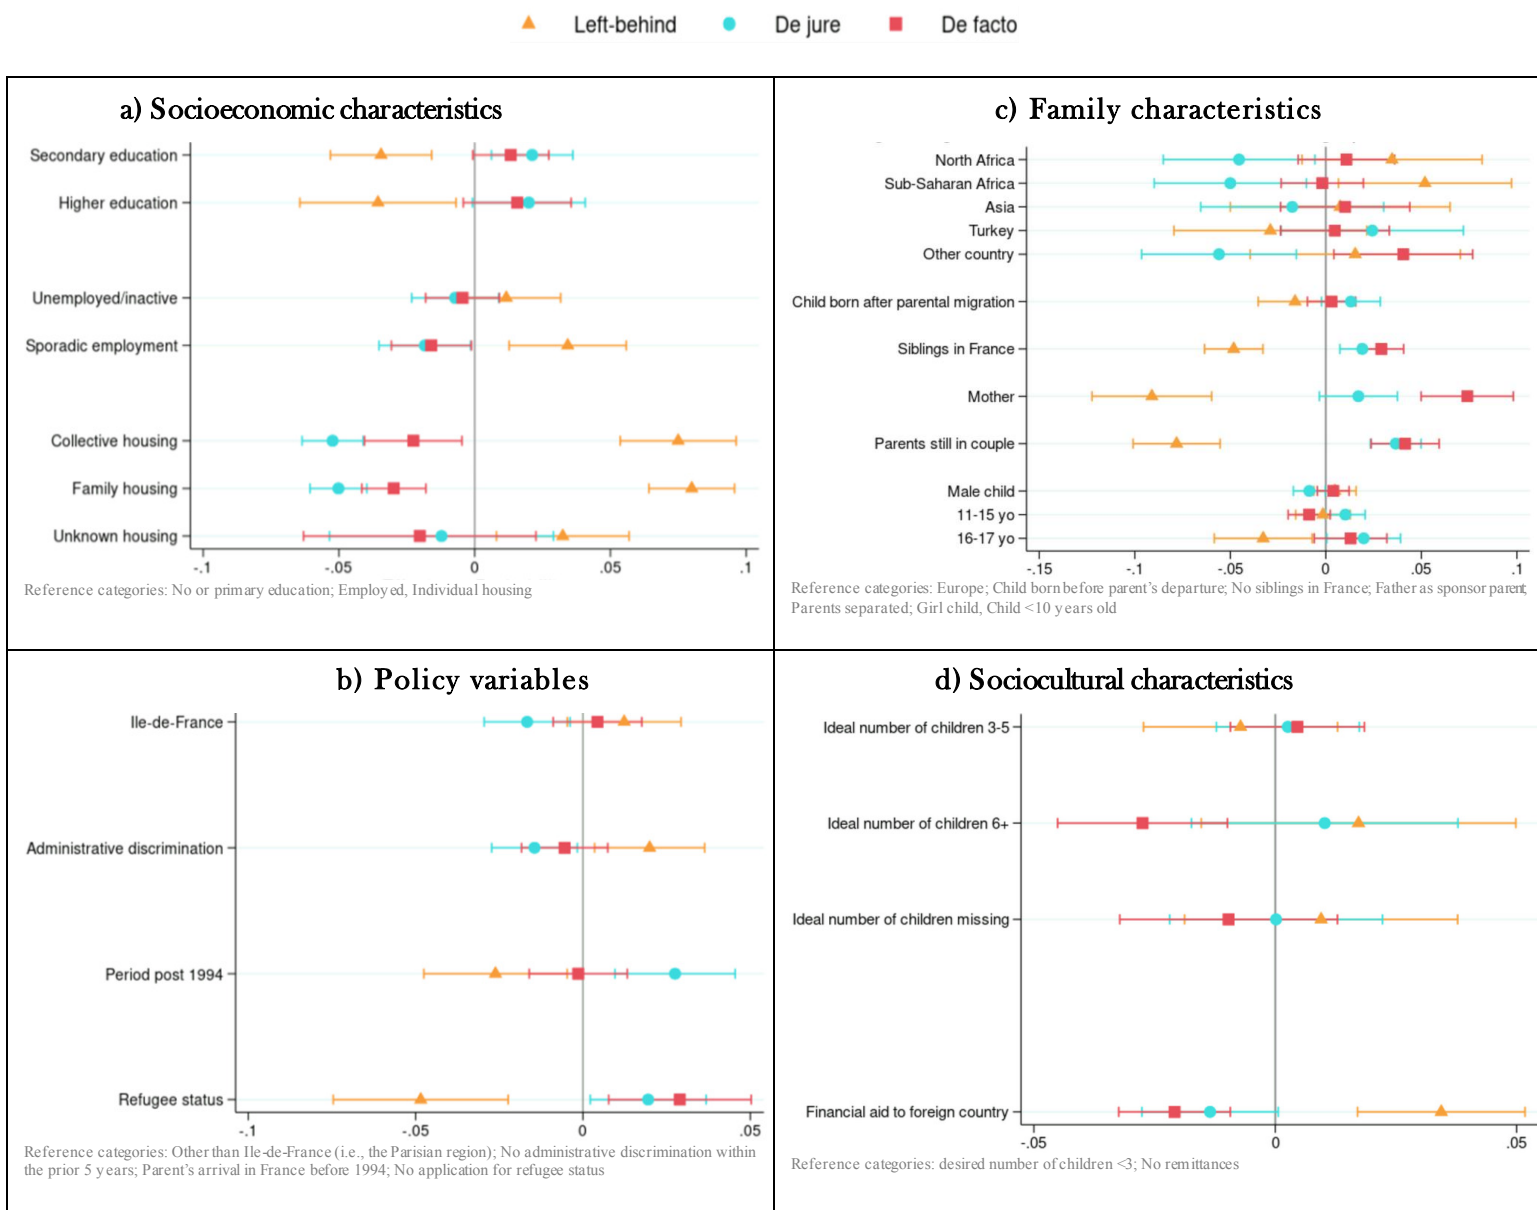 Left-behind De jure De facto
a) Socioeconomic characteristics
Secondary education
Higher education
Unemployed/inactive
Sporadic employment
Collective housing
Family housing
Unknown housing
-.1 -.05 0 .05 .1
Reference categories: No or primary education; Employed, Individual housing
c) Family characteristics
North Africa
Sub-Saharan Africa
Asia
Turkey
Other country
Child born after parental migration
Siblings in France
Mother
Parents still in couple
Male child
11-15 yo
16-17 yo
-.15 -.1 -.05 0 .05 .1
Reference categories: Europe; Child born before parent's departure; No siblings in France; Father as sponsor parent;
Parents separated; Girl child, Child <10 years old
b) Policy variables
Ile-de-France
Administrative discrimination
Period post 1994
Refugee status
-.1 -.05 0 .05
Reference categories: Other than Ile-de-France (i.e., the Parisian region); No administrative discrimination within
the prior 5 years; Parent's arrival in France before 1994; No application for refugee status
d) Sociocultural characteristics
Ideal number of children 3-5
Ideal number of children 6+
Ideal number of children missing
Financial aid to foreign country
-.05 0 .05
Reference categories: desired number of children <3; No remittances